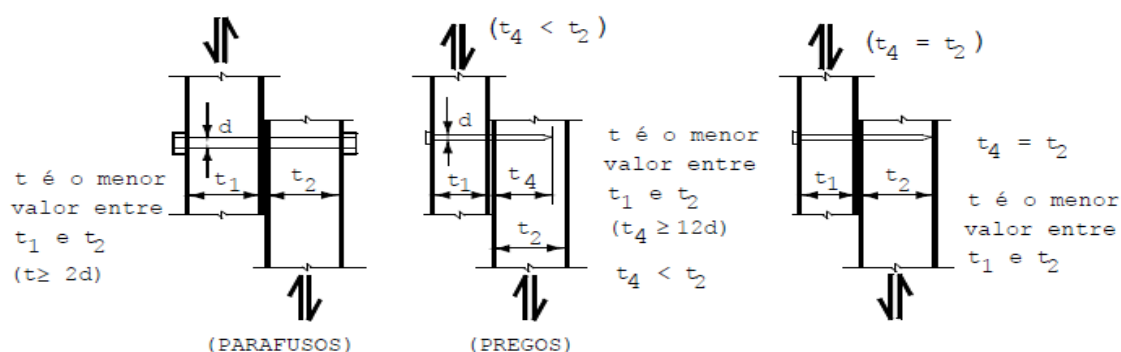 (t4 < t2)
(t4 = t2)
d
t1
t2
t é o menor
valor entre
t1 e t2
(t≥ 2d)
(PARAFUSOS)
t1
t4
t2
t é o menor
valor entre
t1 e t2
(t4 ≥ 12d)
t4 < t2
(PREGOS)
t1
t2
t4 = t2
t é o menor
valor entre
t1 e t2